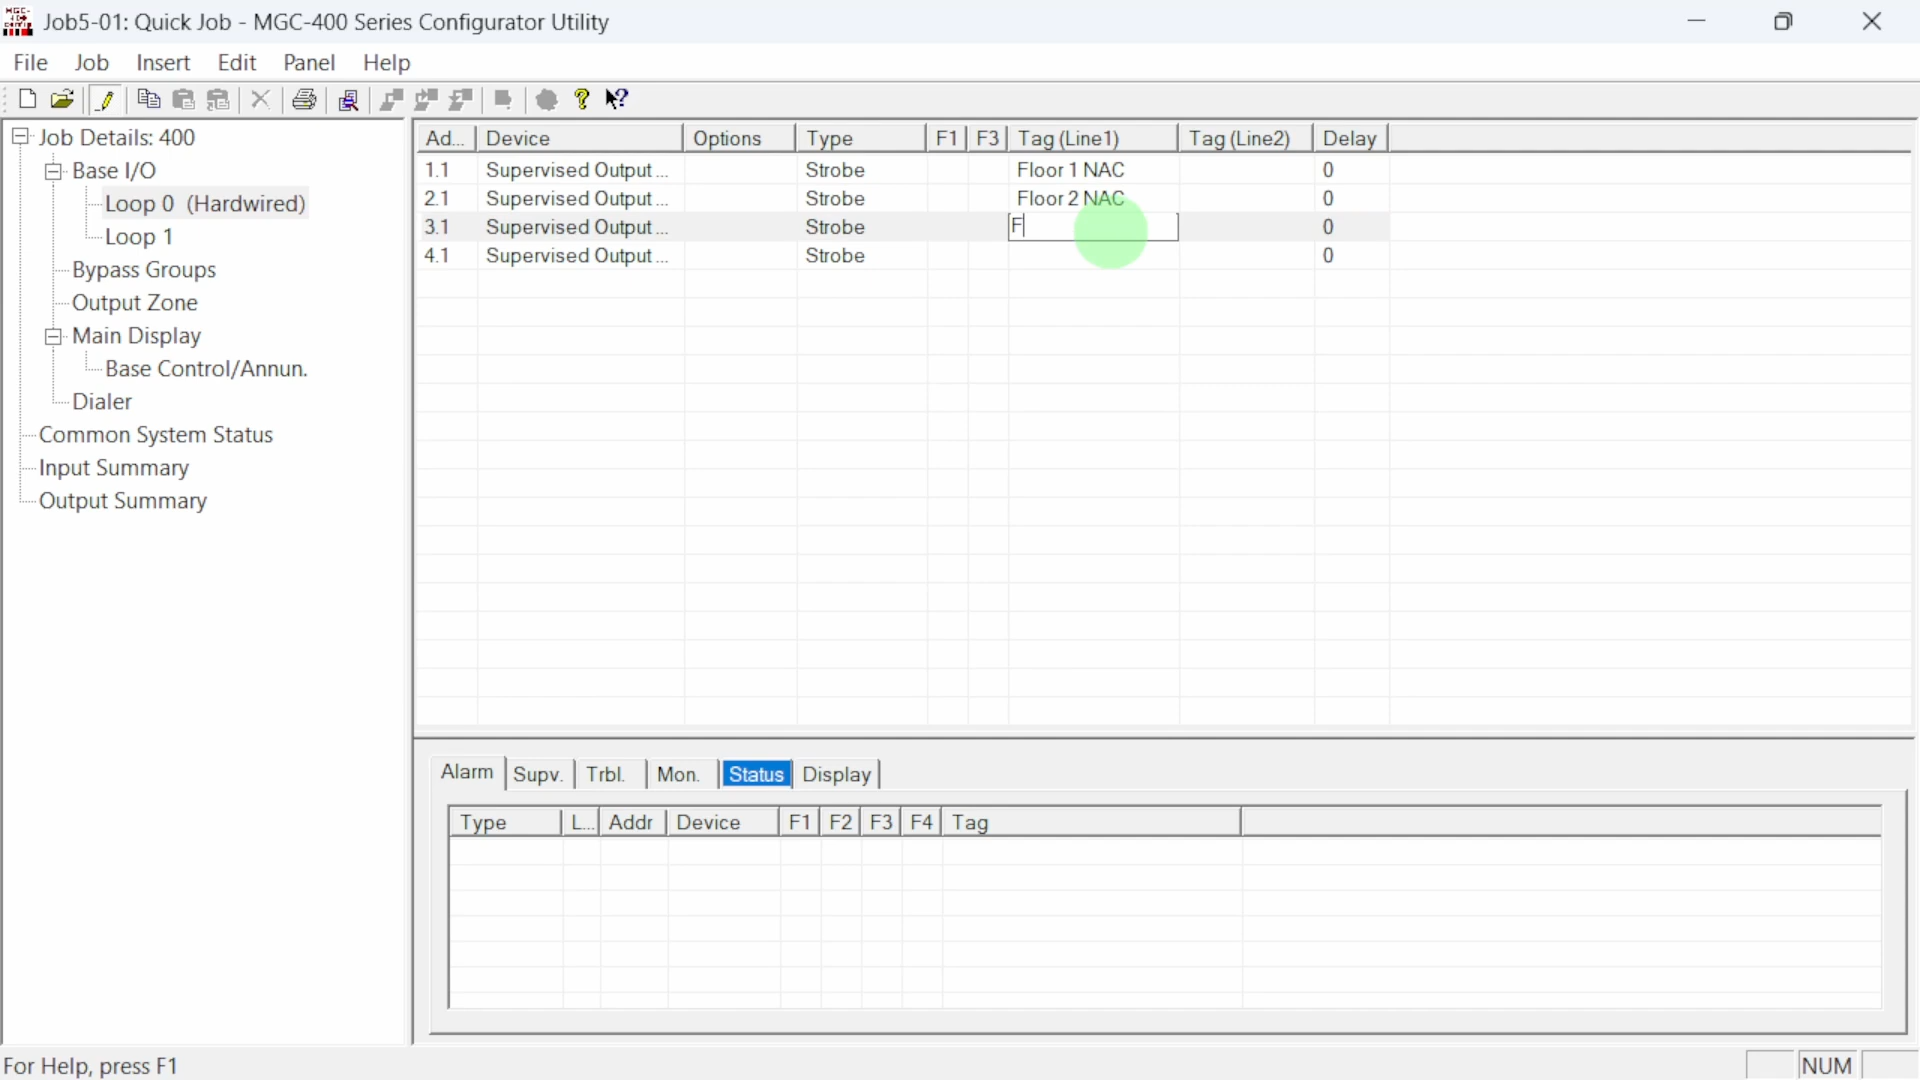 Job5-01: Quick Job - MGC-400 Series Configurator Utility
File Job Insert Edit Panel Help
Job Details: 400
Base I/O
Loop 0 (Hardwired)
Loop 1
Bypass Groups
Output Zone
Main Display
Base Control/Annun.
Dialer
Common System Status
Input Summary
Output Summary
Ad... Device Options Type F1 F3 Tag (Line1) Tag (Line2) Delay
1.1 Supervised Output ... Strobe Floor 1 NAC 0
2.1 Supervised Output ... Strobe Floor 2 NAC 0
3.1 Supervised Output ... Strobe F 0
4.1 Supervised Output ... Strobe 0
Alarm Supv. Trbl. Mon. Status Display
Type L... Addr Device F1 F2 F3 F4 Tag
For Help, press F1
NUM